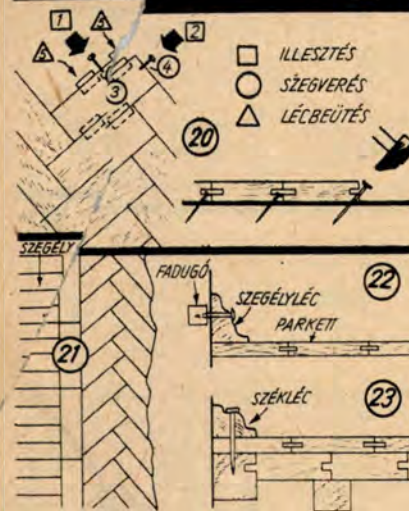 1
5
5
2
4
3
□ ILLESZTÉS
○ SZEGVERÉS
△ LÉCBEÜTÉS
20
SZEGÉLY
21
FADUGÓ
SZEGÉLYLÉC
PARKETT
22
SZÉKLÉC
23